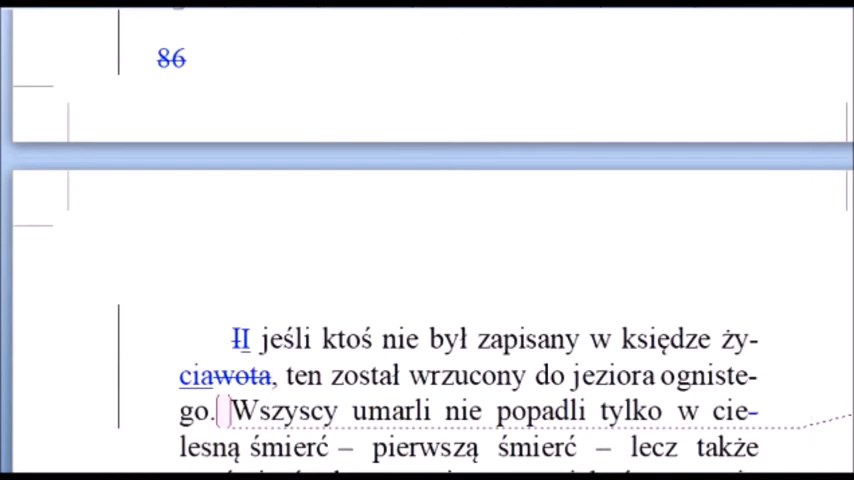 86
II jeśli ktoś nie był zapisany w księdze ży-
ciawota, ten został wrzucony do jeziora ogniste-
go. Wszyscy umarli nie popadli tylko w cie-
lesną śmierć – pierwszą śmierć – lecz także